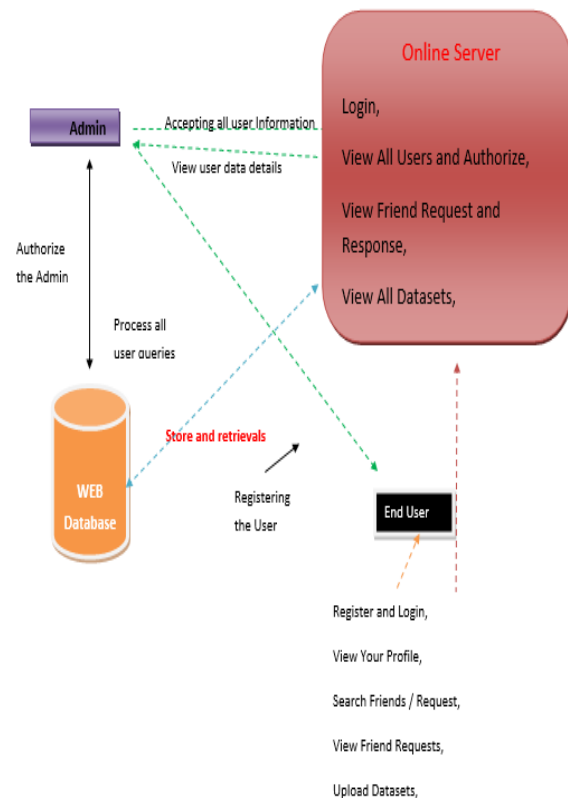 Online Server
Login,
View All Users and Authorize,
View Friend Request and
Response,
View All Datasets,
Admin
Accepting all user Information
View user data details
Authorize
the Admin
Process all
user queries
WEB
Database
Store and retrievals
Registering
the User
End User
Register and Login,
View Your Profile,
Search Friends / Request,
View Friend Requests,
Upload Datasets,